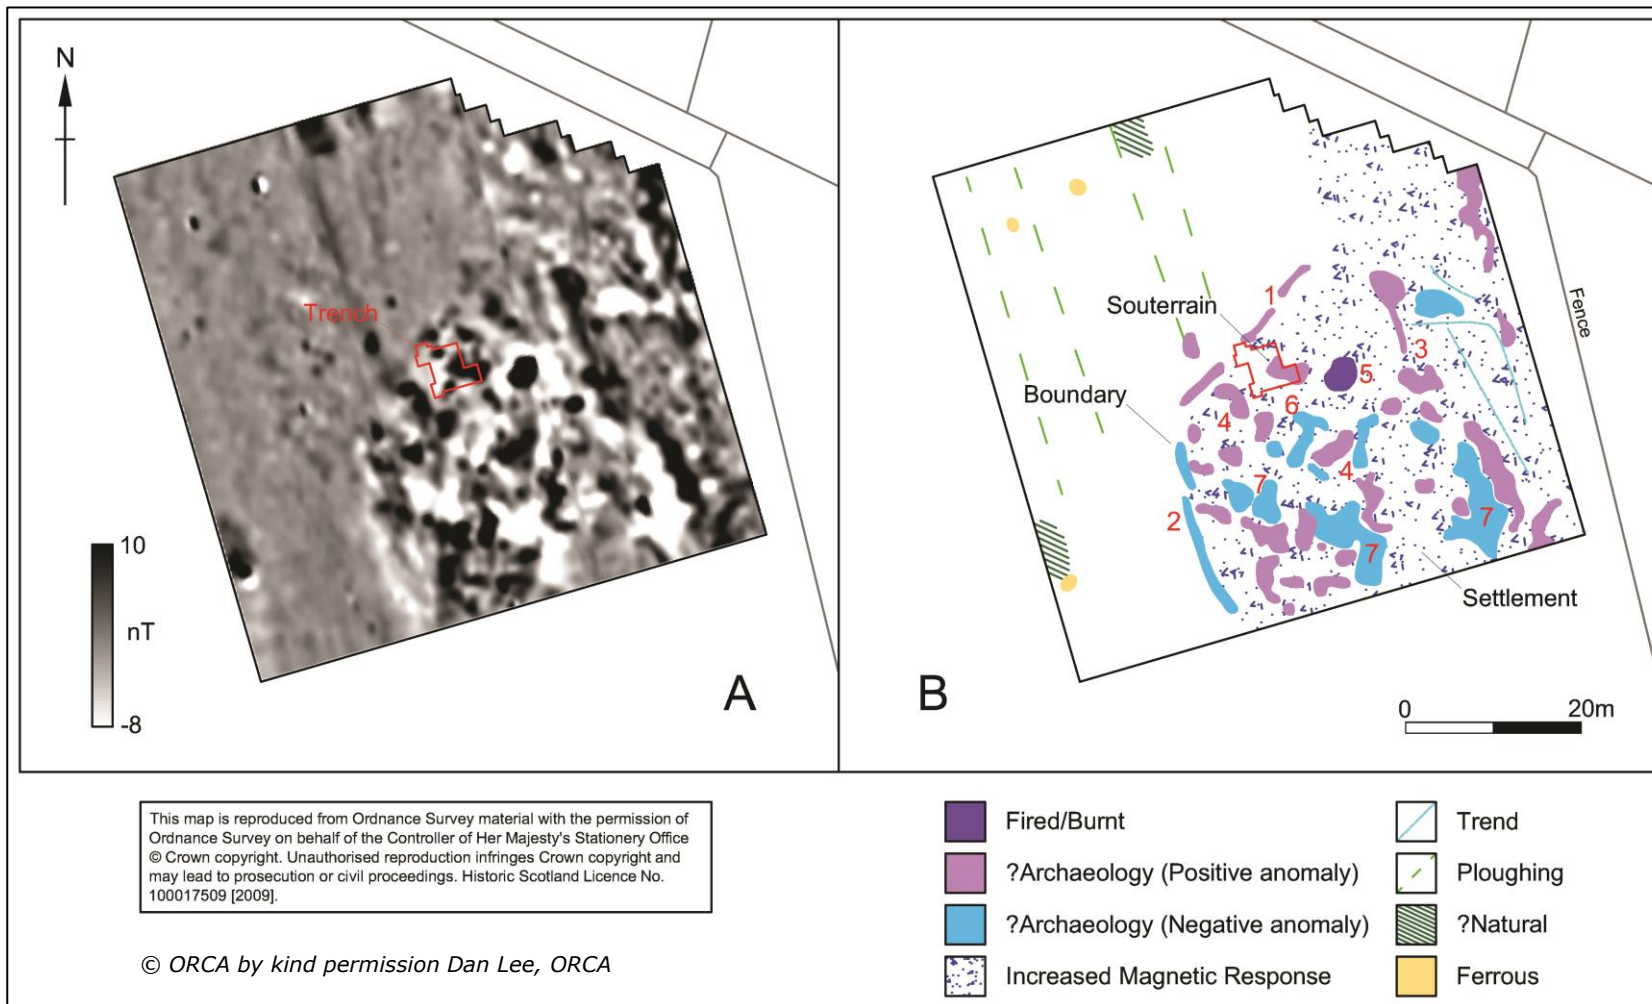 N
Trench
10
nT
-8
A
Souterrain
Boundary
Fence
Settlement
1
2
3
4
4
5
6
7
7
7
B
0 20m
This map is reproduced from Ordnance Survey material with the permission of
Ordnance Survey on behalf of the Controller of Her Majesty's Stationery Office
© Crown copyright. Unauthorised reproduction infringes Crown copyright and
may lead to prosecution or civil proceedings. Historic Scotland Licence No.
100017509 [2009].
© ORCA by kind permission Dan Lee, ORCA
Fired/Burnt
?Archaeology (Positive anomaly)
?Archaeology (Negative anomaly)
Increased Magnetic Response
Trend
Ploughing
?Natural
Ferrous